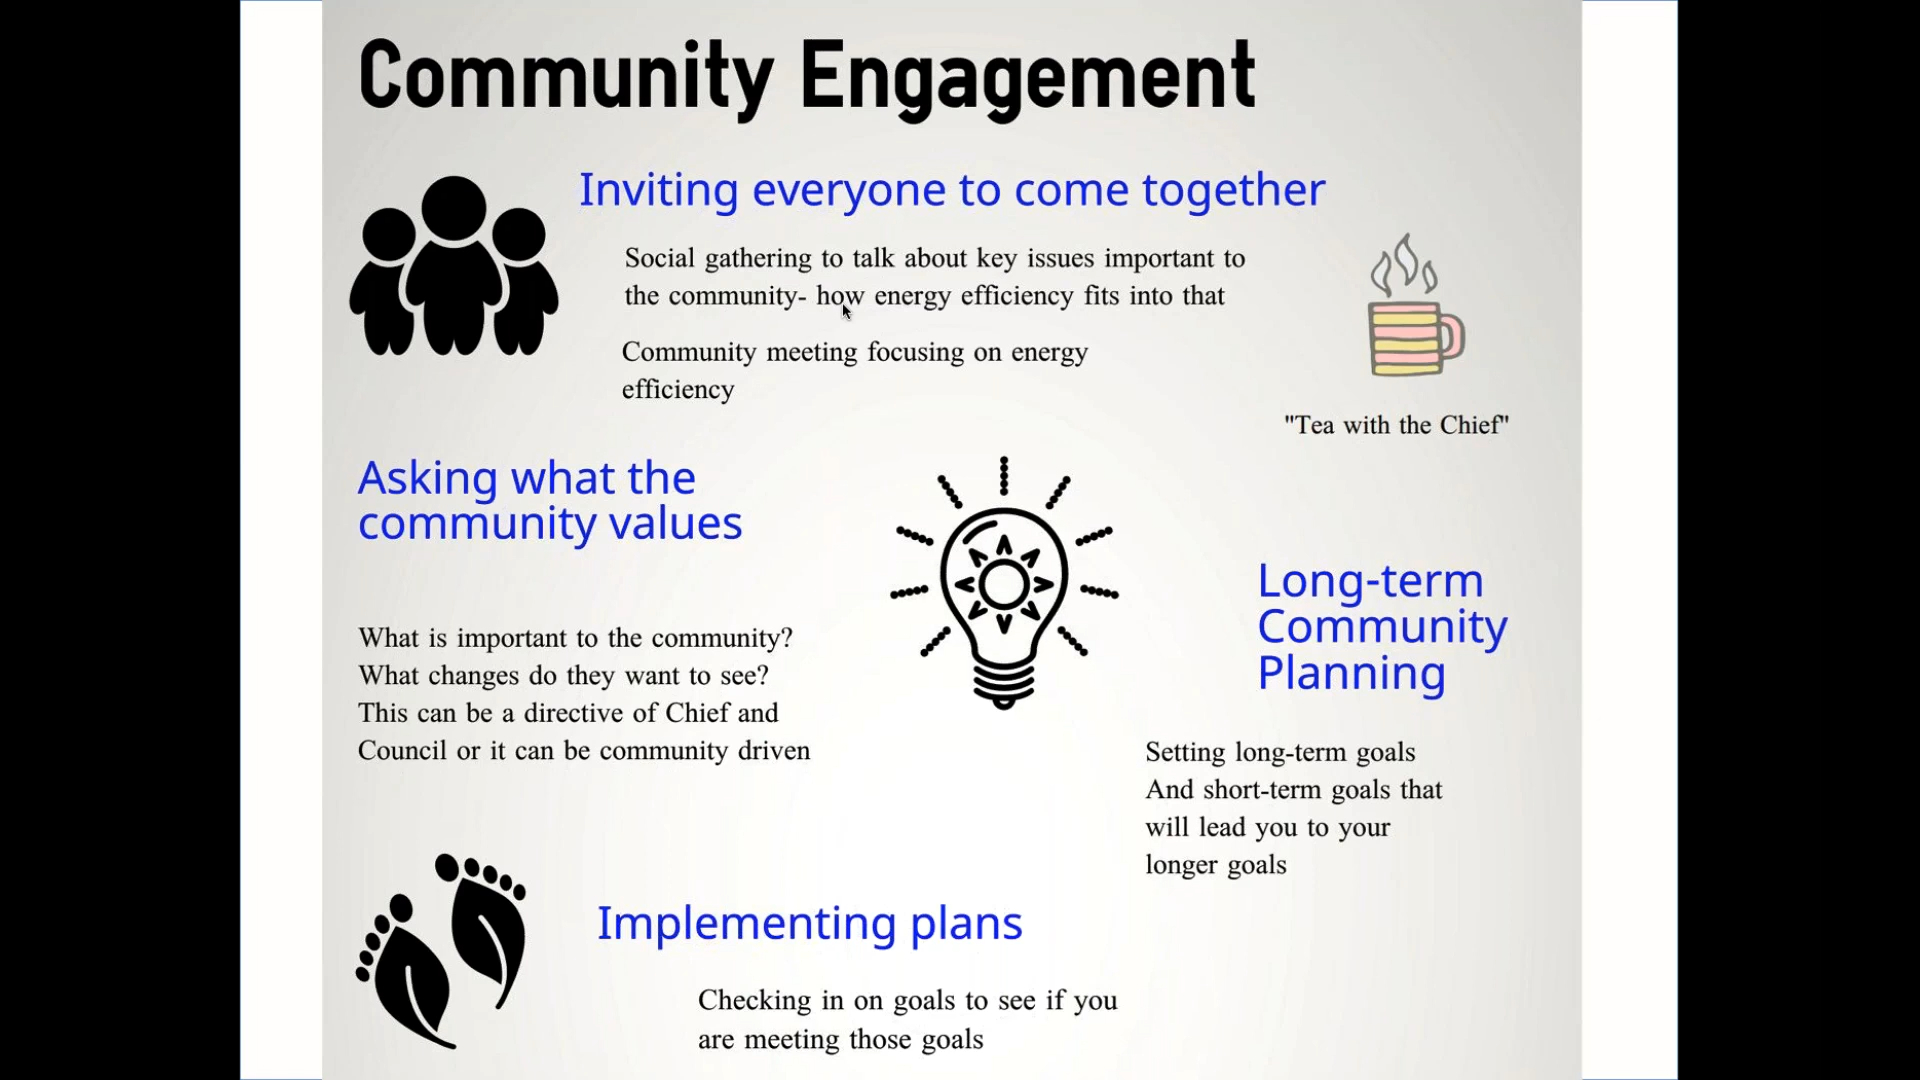 Community Engagement
Inviting everyone to come together
Social gathering to talk about key issues important to
the community- how energy efficiency fits into that
Community meeting focusing on energy
efficiency
"Tea with the Chief"
Asking what the
community values
What is important to the community?
What changes do they want to see?
This can be a directive of Chief and
Council or it can be community driven
Long-term
Community
Planning
Setting long-term goals
And short-term goals that
will lead you to your
longer goals
Implementing plans
Checking in on goals to see if you
are meeting those goals